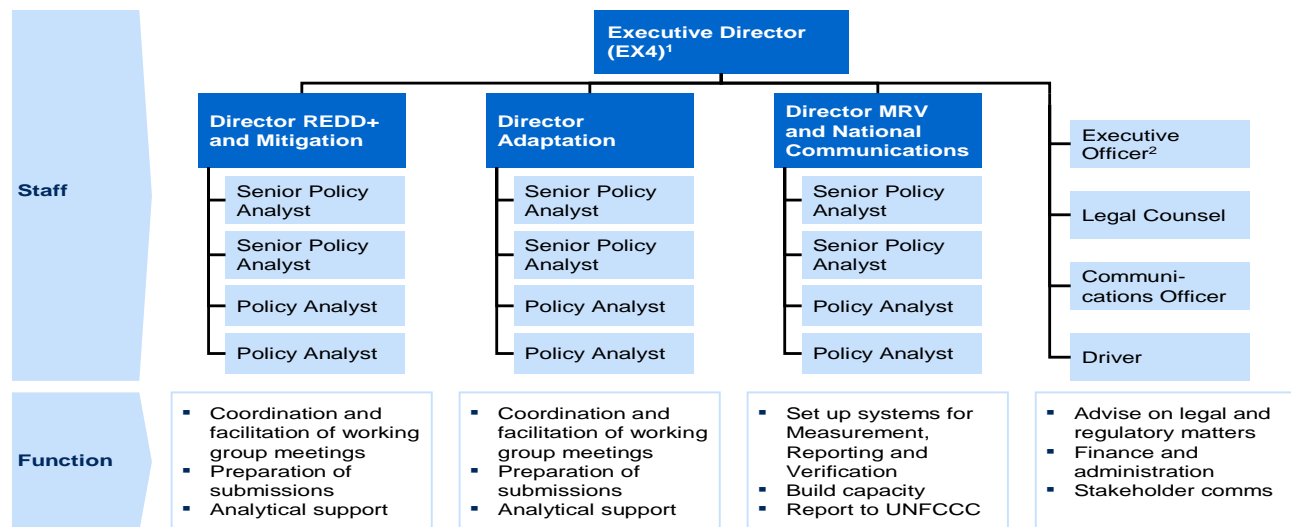 Executive Director
(EX4)¹
Director REDD+
and Mitigation
Director
Adaptation
Director MRV
and National
Communications
Staff
Senior Policy
Analyst
Senior Policy
Analyst
Policy Analyst
Policy Analyst
Senior Policy
Analyst
Senior Policy
Analyst
Policy Analyst
Policy Analyst
Senior Policy
Analyst
Senior Policy
Analyst
Policy Analyst
Policy Analyst
Executive
Officer²
Legal Counsel
Communi-
cations Officer
Driver
Function
▪ Coordination and
facilitation of working
group meetings
▪ Preparation of
submissions
▪ Analytical support
▪ Coordination and
facilitation of working
group meetings
▪ Preparation of
submissions
▪ Analytical support
▪ Set up systems for
Measurement,
Reporting and
Verification
▪ Build capacity
▪ Report to UNFCCC
▪ Advise on legal and
regulatory matters
▪ Finance and
administration
▪ Stakeholder comms